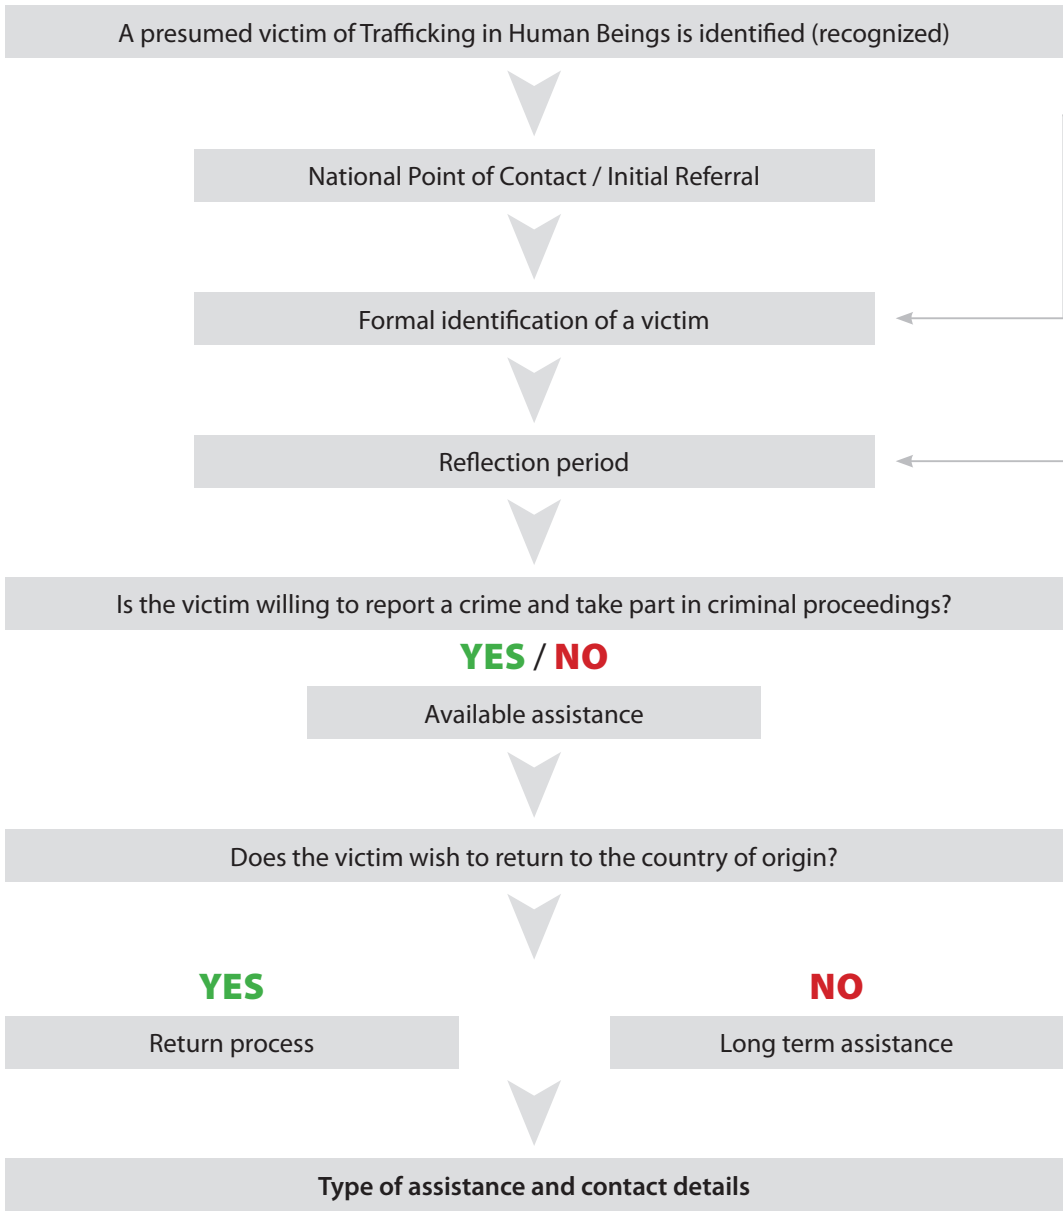 A presumed victim of Trafficking in Human Beings is identified (recognized)
National Point of Contact / Initial Referral
Formal identification of a victim
Reflection period
Is the victim willing to report a crime and take part in criminal proceedings?
YES / NO
Available assistance
Does the victim wish to return to the country of origin?
YES
NO
Return process
Long term assistance
Type of assistance and contact details